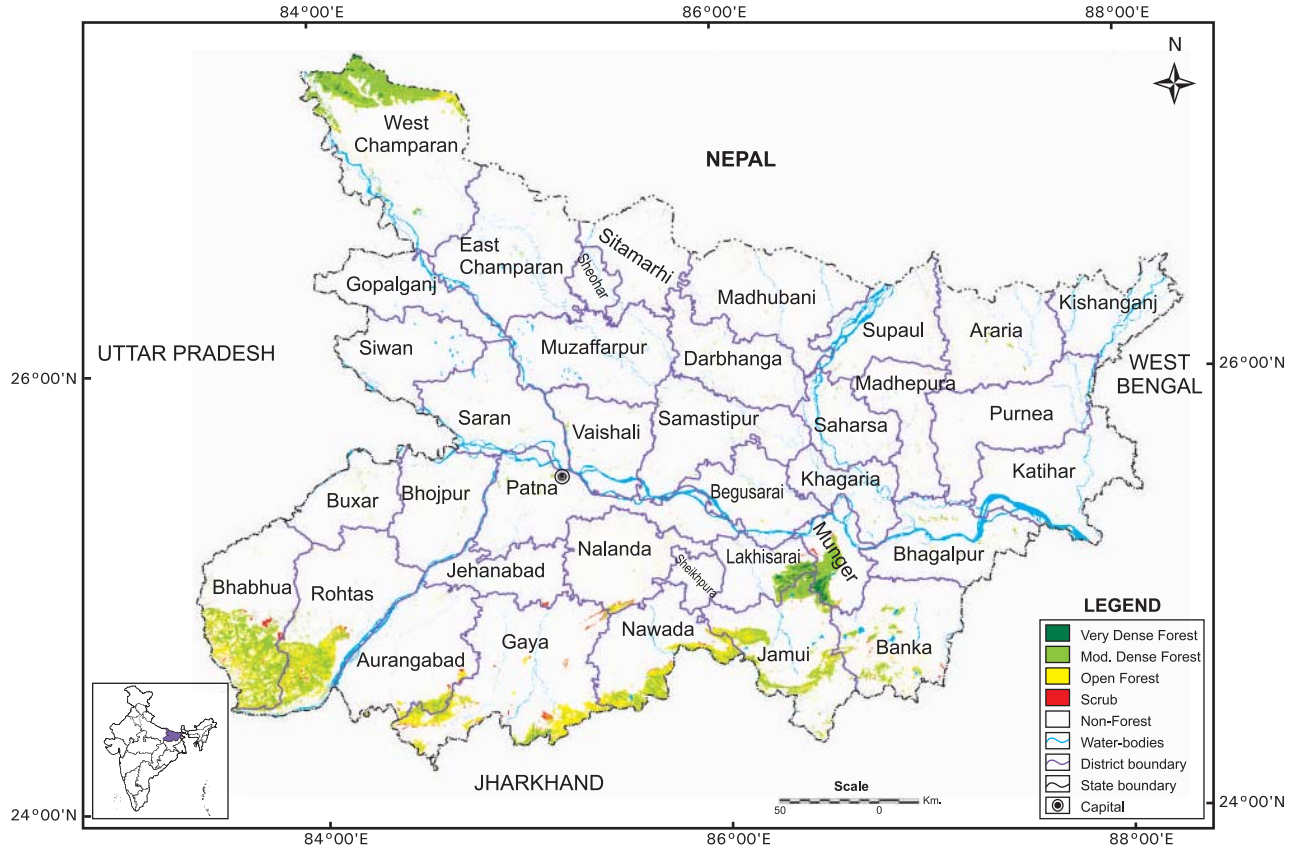 84°00'E
86°00'E
88°00'E
N
West
Champaran
NEPAL
East
Champaran
Sheohar
Sitamarhi
Gopalganj
Madhubani
Supaul
Araria
Kishanganj
UTTAR PRADESH
Siwan
Muzaffarpur
Darbhanga
Madhepura
WEST
BENGAL
26°00'N
26°00'N
Saran
Vaishali
Samastipur
Saharsa
Purnea
Buxar
Bhojpur
Patna
Begusarai
Khagaria
Katihar
Bhabhua
Rohtas
Jehanabad
Nalanda
Sheikhpura
Lakhisarai
Munger
Bhagalpur
Aurangabad
Gaya
Nawada
Jamui
Banka
LEGEND
Very Dense Forest
Mod. Dense Forest
Open Forest
Scrub
Non-Forest
Water-bodies
District boundary
State boundary
Capital
JHARKHAND
Scale
50
0
Km.
24°00'N
24°00'N
84°00'E
86°00'E
88°00'E